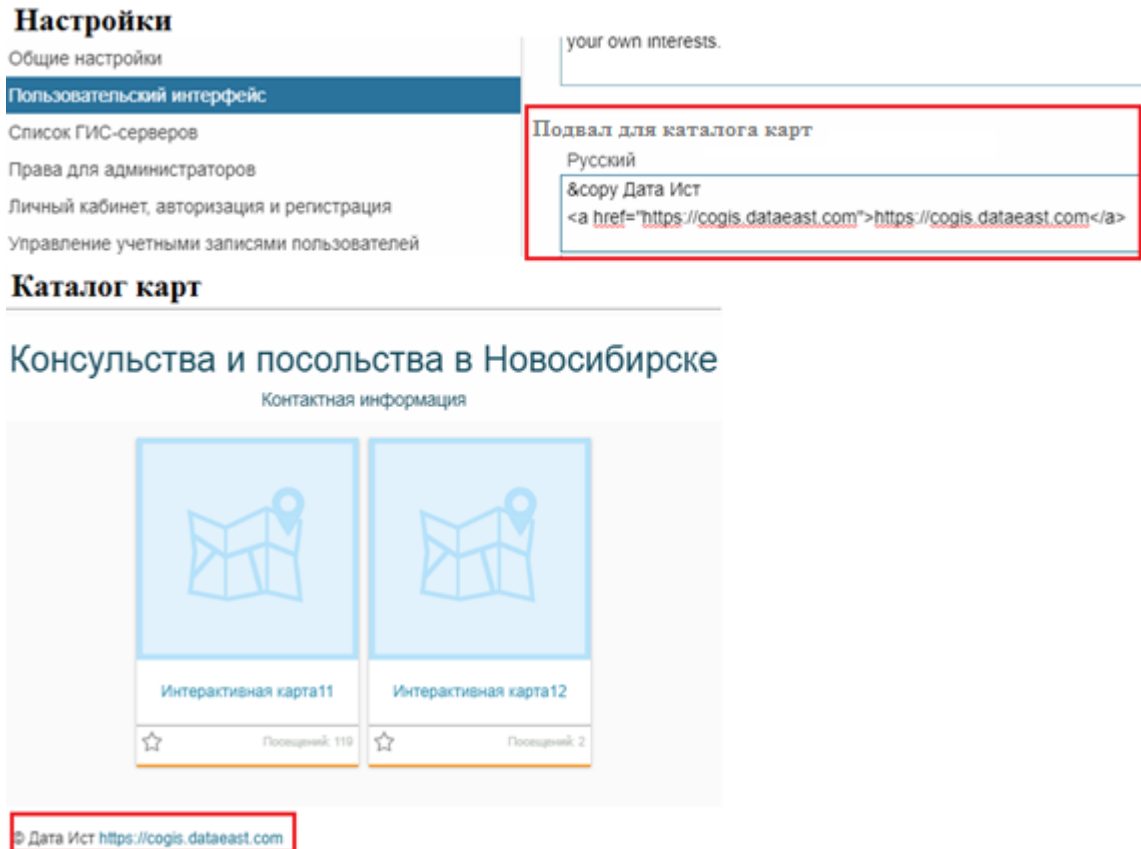 Настройки
Общие настройки
Пользовательский интерфейс
Список ГИС-серверов
Права для администраторов
Личный кабинет, авторизация и регистрация
Управление учетными записями пользователей
your own interests.
Подвал для каталога карт
Русский
&copy Дата Ист
<a href="https://cogis.dataeast.com">https://cogis.dataeast.com</a>
Каталог карт
Консульства и посольства в Новосибирске
Контактная информация
Интерактивная карта11
Интерактивная карта12
Посещений: 119
Посещений: 2
© Дата Ист https://cogis.dataeast.com